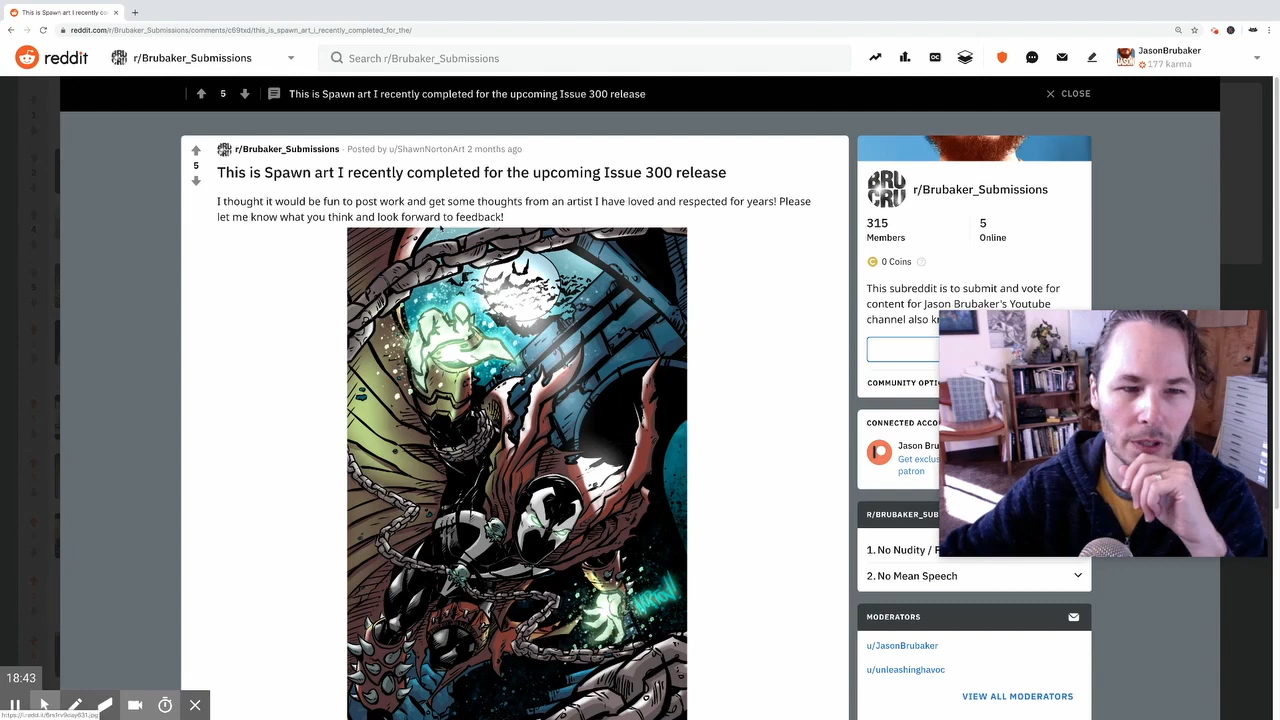 This is Spawn art I recently co
reddit.com/r/Brubaker_Submissions/comments/c69txd/this_is_spawn_art_i_recently_completed_for_the/
reddit
r/Brubaker_Submissions
Search r/Brubaker_Submissions
JasonBrubaker
177 karma
5
This is Spawn art I recently completed for the upcoming Issue 300 release
CLOSE
r/Brubaker_Submissions · Posted by u/ShawnNortonArt 2 months ago
5
This is Spawn art I recently completed for the upcoming Issue 300 release
I thought it would be fun to post work and get some thoughts from an artist I have loved and respected for years! Please
let me know what you think and look forward to feedback!
BRU
CRU
r/Brubaker_Submissions
315
Members
5
Online
0 Coins
This subreddit is to submit and vote for
content for Jason Brubaker's Youtube
channel also kn
COMMUNITY OPTI
CONNECTED ACCO
Jason Bru
Get exclus
patron
R/BRUBAKER_SUB
1. No Nudity /
2. No Mean Speech
MODERATORS
u/JasonBrubaker
u/unleashinghavoc
VIEW ALL MODERATORS
18:43